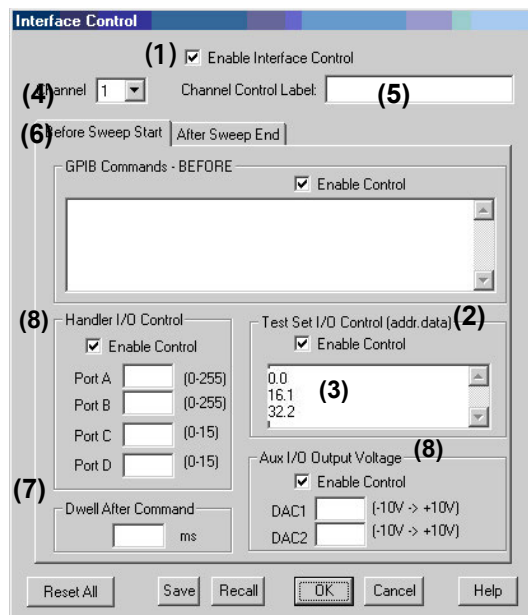 Interface Control
(1) Enable Interface Control
(4) Channel 1 Channel Control Label: (5)
(6) Before Sweep Start After Sweep End
GPIB Commands - BEFORE
Enable Control
(8) Handler I/O Control
Enable Control
Port A (0-255)
Port B (0-255)
Port C (0-15)
Port D (0-15)
Test Set I/O Control (addr.data) (2)
Enable Control
0.0
16.1 (3)
32.2
Aux I/O Output Voltage (8)
Enable Control
DAC1 (-10V -> +10V)
DAC2 (-10V -> +10V)
(7)
Dwell After Command
ms
Reset All Save Recall OK Cancel Help